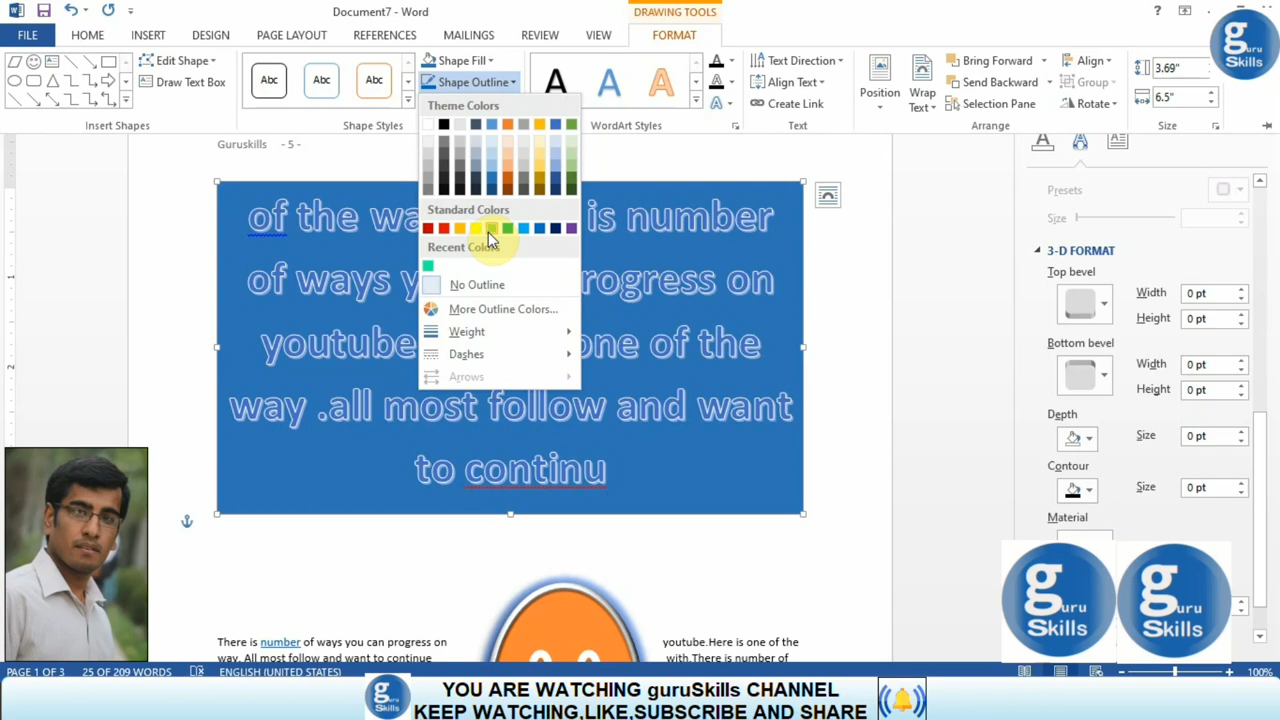 Document7 - Word
DRAWING TOOLS
?
FILE HOME INSERT DESIGN PAGE LAYOUT REFERENCES MAILINGS REVIEW VIEW FORMAT
Edit Shape
Draw Text Box
Insert Shapes
Abc Abc Abc
Shape Styles
Shape Fill
Shape Outline
A A A
WordArt Styles
Text Direction
Align Text
Create Link
Text
Position
Wrap
Text
Bring Forward
Send Backward
Selection Pane
Align
Group
Rotate
Arrange
3.69"
6.5"
Size
Theme Colors
Standard Colors
No Outline
More Outline Colors...
Weight
Dashes
Arrows
Guruskills - 5 -
of the is number
of ways on
youtube of the
way .all most follow and want
to continu
There is number of ways you can progress on
way. All most follow and want to continue
youtube.Here is one of the
with.There is number of
Presets
Size
3-D FORMAT
Top bevel
Width 0 pt
Height 0 pt
Bottom bevel
Width 0 pt
Height 0 pt
Depth
Size 0 pt
Contour
Size 0 pt
Material
guru
Skills
guru
Skills
guru
Skills
PAGE 1 OF 3 25 OF 209 WORDS ENGLISH (UNITED STATES) 100%
guru
Skills
YOU ARE WATCHING guruSkills CHANNEL
KEEP WATCHING,LIKE,SUBSCRIBE AND SHARE